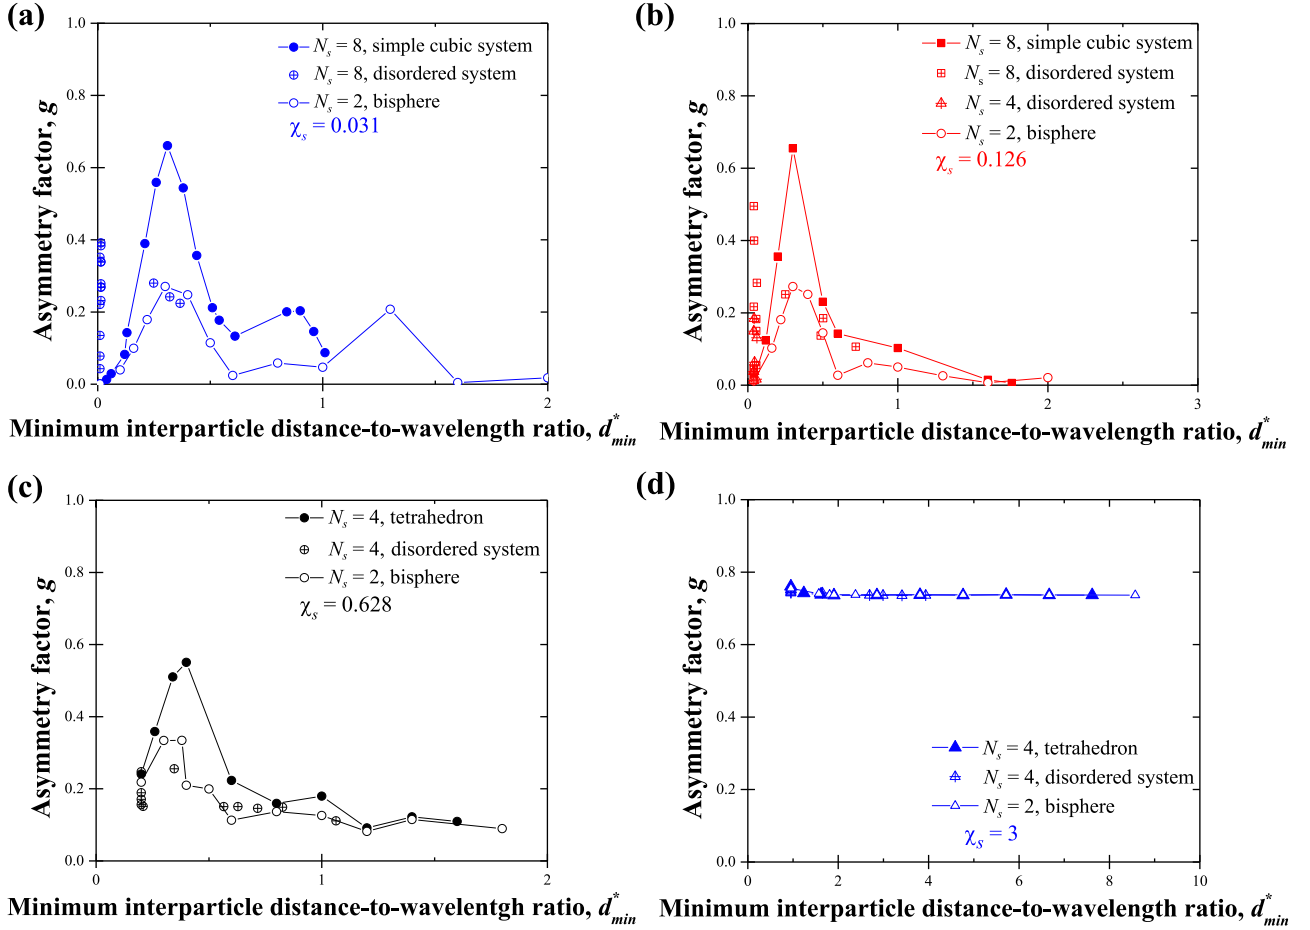 (a)
1.0
0.8
0.6
0.4
0.2
0.0
0
1
2
Asymmetry factor, g
Minimum interparticle distance-to-wavelength ratio, d*min
Ns = 8, simple cubic system
Ns = 8, disordered system
Ns = 2, bisphere
χs = 0.031
(b)
1.0
0.8
0.6
0.4
0.2
0.0
0
1
2
3
Asymmetry factor, g
Minimum interparticle distance-to-wavelength ratio, d*min
Ns = 8, simple cubic system
Ns = 8, disordered system
Ns = 4, disordered system
Ns = 2, bisphere
χs = 0.126
(c)
1.0
0.8
0.6
0.4
0.2
0.0
0
1
2
Asymmetry factor, g
Minimum interparticle distance-to-wavelentgh ratio, d*min
Ns = 4, tetrahedron
Ns = 4, disordered system
Ns = 2, bisphere
χs = 0.628
(d)
1.0
0.8
0.6
0.4
0.2
0.0
0
2
4
6
8
10
Asymmetry factor, g
Minimum interparticle distance-to-wavelength ratio, d*min
Ns = 4, tetrahedron
Ns = 4, disordered system
Ns = 2, bisphere
χs = 3